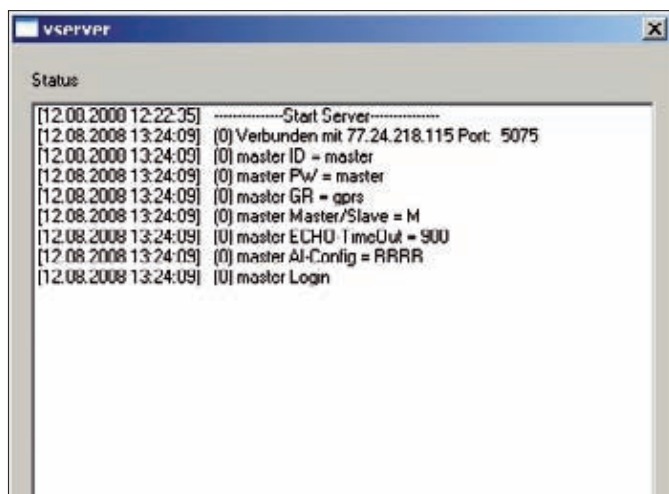 vserver
Status
[12.08.2008 12:22:35] ---------------Start Server---------------
[12.08.2008 13:24:09] (0) Verbunden mit 77.24.218.115 Port: 5075
[12.08.2008 13:24:09] (0) master ID = master
[12.08.2008 13:24:09] (0) master PW = master
[12.08.2008 13:24:09] (0) master GR = gprs
[12.08.2008 13:24:09] (0) master Master/Slave = M
[12.08.2008 13:24:09] (0) master ECHO-TimeOut = 900
[12.08.2008 13:24:09] (0) master AI-Config = RRRR
[12.08.2008 13:24:09] (0) master Login